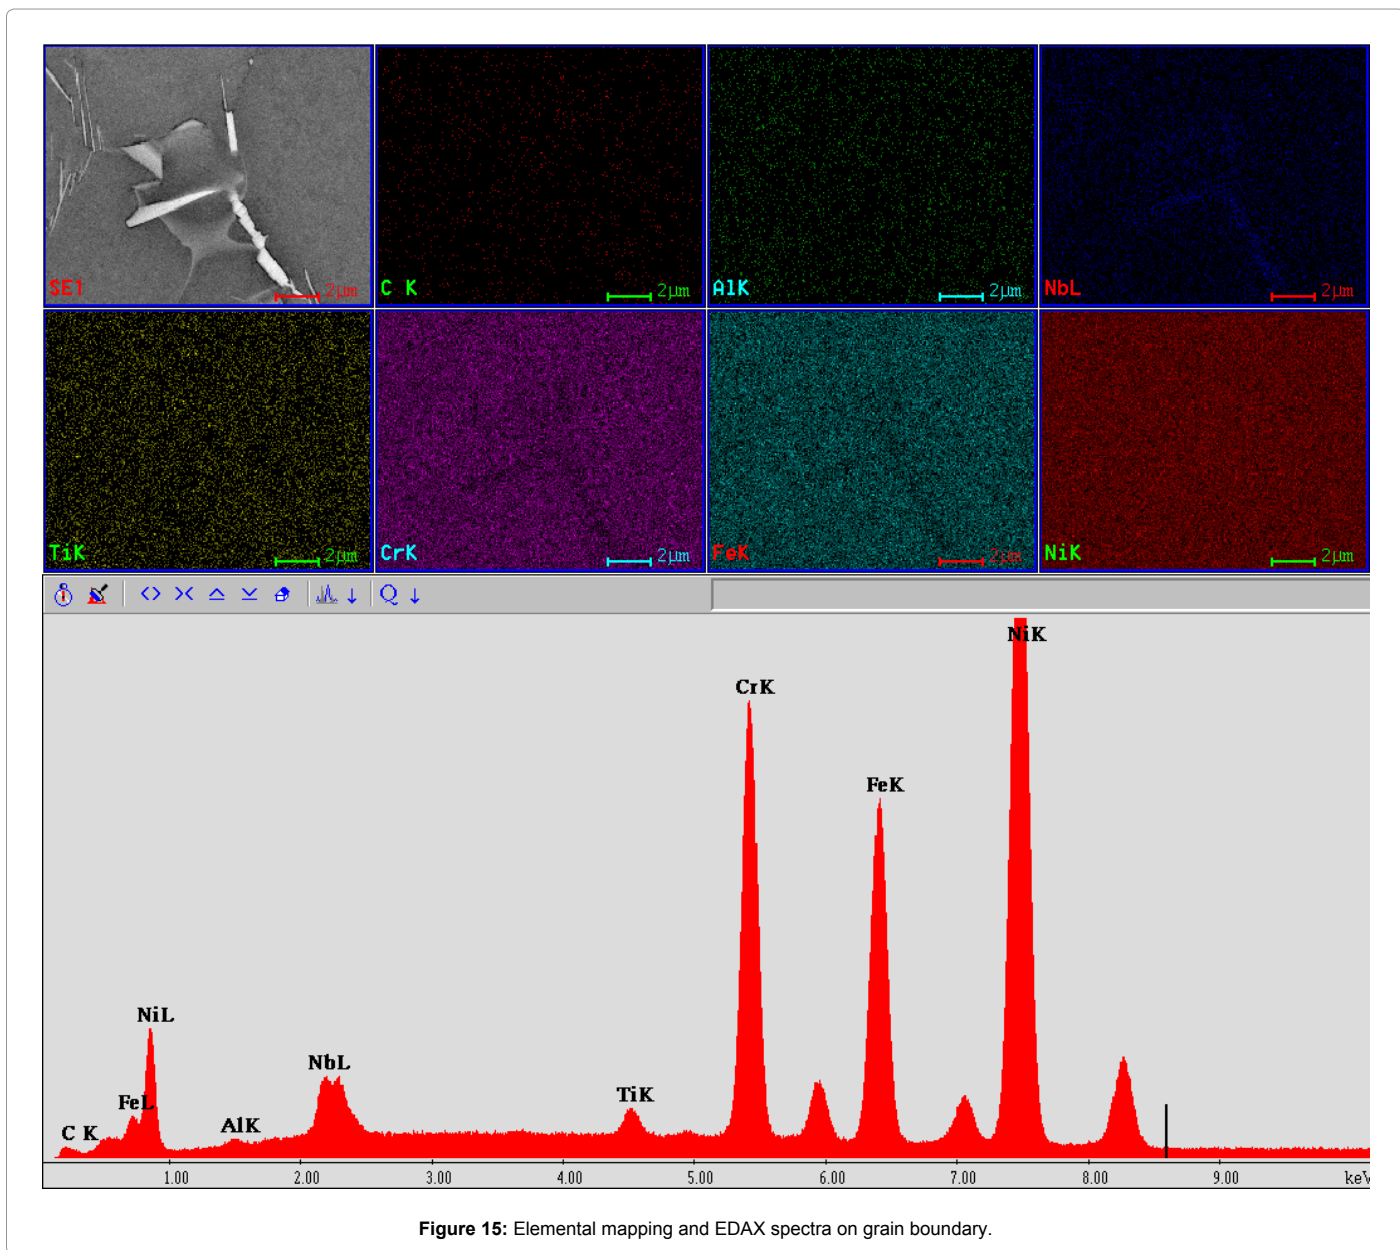 SE1 2μm
C K 2μm
AlK 2μm
NbL 2μm
TiK 2μm
CrK 2μm
FeK 2μm
NiK 2μm
Q
NiK
CrK
FeK
NiL
NbL
FeL
TiK
AlK
C K
1.00 2.00 3.00 4.00 5.00 6.00 7.00 8.00 9.00 keV
Figure 15: Elemental mapping and EDAX spectra on grain boundary.